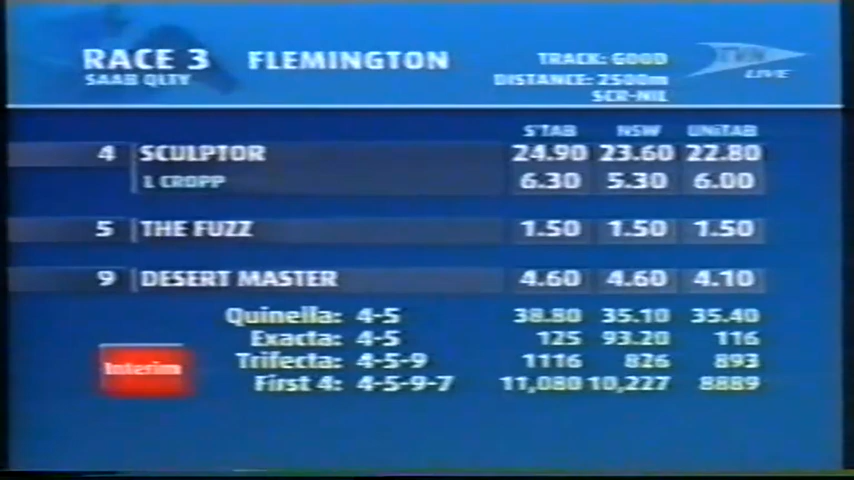 RACE 3 FLEMINGTON TRACK: GOOD TVN
SAAB QLTY DISTANCE: 2500m LIVE
SCR-NIL
S'TAB NSW UNiTAB
4 SCULPTOR 24.90 23.60 22.80
L CROPP 6.30 5.30 6.00
5 THE FUZZ 1.50 1.50 1.50
9 DESERT MASTER 4.60 4.60 4.10
Quinella: 4-5 38.80 35.10 35.40
Exacta: 4-5 125 93.20 116
Interim Trifecta: 4-5-9 1116 826 893
First 4: 4-5-9-7 11,080 10,227 8889